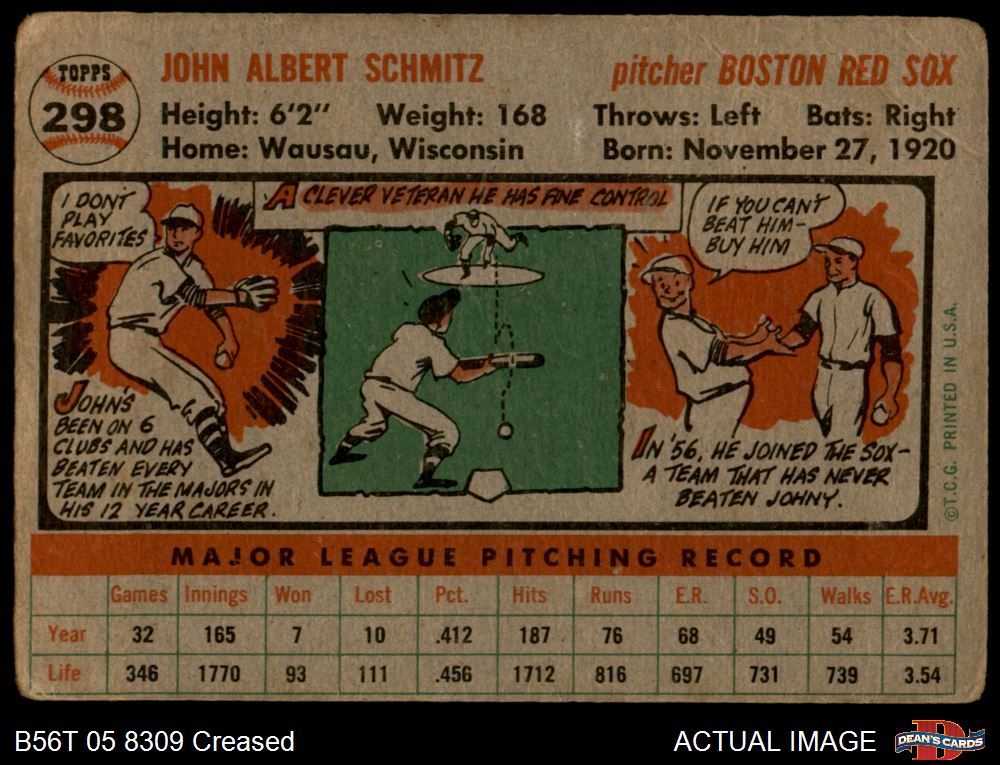 TOPPS
298
JOHN ALBERT SCHMITZ
pitcher BOSTON RED SOX
Height: 6'2" Weight: 168 Throws: Left Bats: Right
Home: Wausau, Wisconsin Born: November 27, 1920
I DON'T
PLAY
FAVORITES
JOHN'S
BEEN ON 6
CLUBS AND HAS
BEATEN EVERY
TEAM IN THE MAJORS IN
HIS 12 YEAR CAREER.
A CLEVER VETERAN HE HAS FINE CONTROL
IF YOU CAN'T
BEAT HIM-
BUY HIM
IN '56, HE JOINED THE SOX-
A TEAM THAT HAS NEVER
BEATEN JOHNY.
©T.C.G. PRINTED IN U.S.A.
MAJOR LEAGUE PITCHING RECORD
Games Innings Won Lost Pct. Hits Runs E.R. S.O. Walks E.R.Avg.
Year 32 165 7 10 .412 187 76 68 49 54 3.71
Life 346 1770 93 111 .456 1712 816 697 731 739 3.54
B56T 05 8309 Creased
ACTUAL IMAGE
DEAN'S CARDS